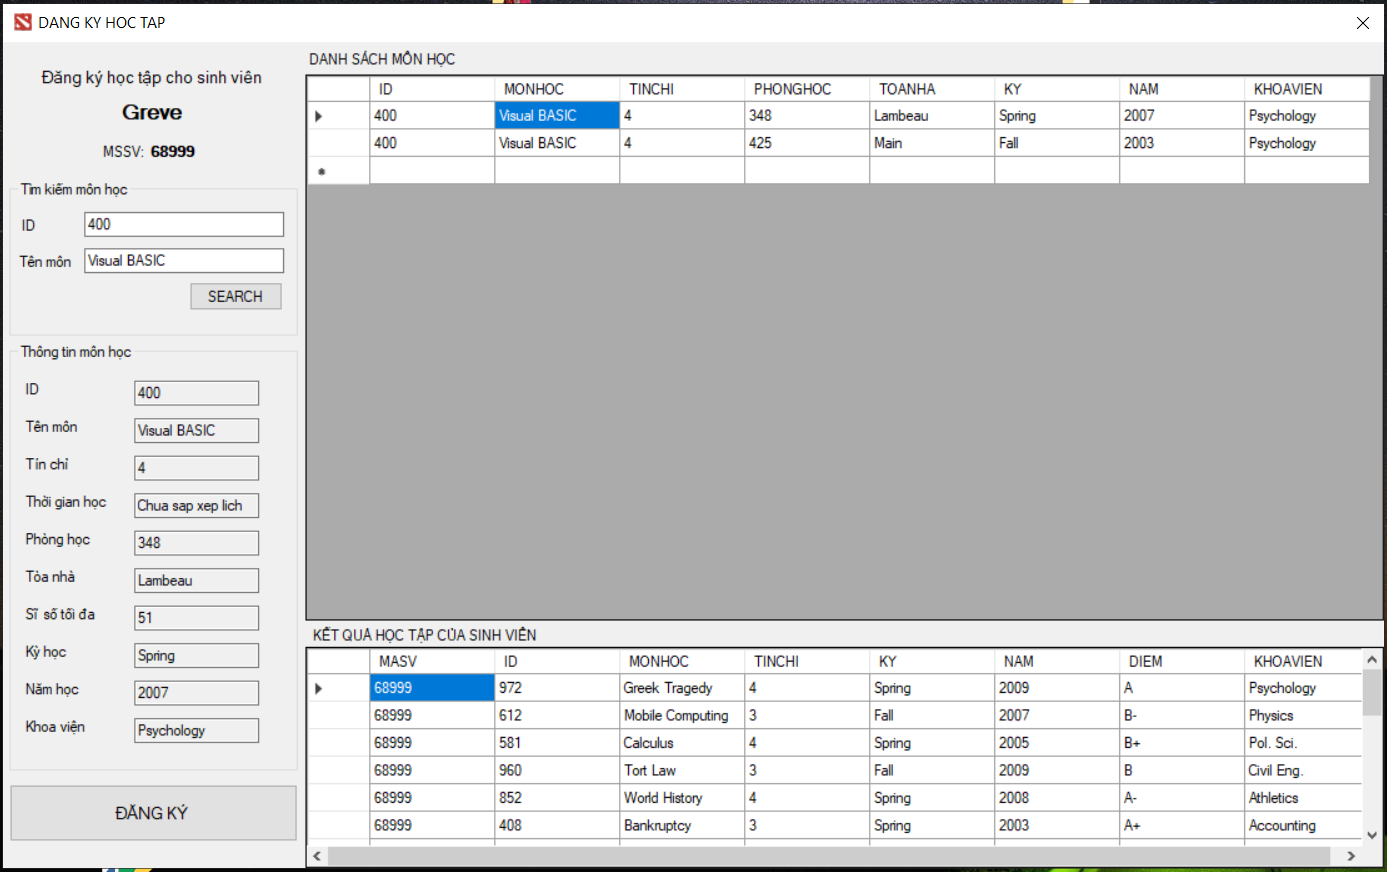 DANG KY HOC TAP
Đăng ký học tập cho sinh viên
Greve
MSSV: 68999
Tìm kiếm môn học
ID 400
Tên môn Visual BASIC
SEARCH
Thông tin môn học
ID 400
Tên môn Visual BASIC
Tín chỉ 4
Thời gian học Chua sap xep lich
Phòng học 348
Tòa nhà Lambeau
Sĩ số tối đa 51
Kỳ học Spring
Năm học 2007
Khoa viện Psychology
ĐĂNG KÝ
DANH SÁCH MÔN HỌC
ID MONHOC TINCHI PHONGHOC TOANHA KY NAM KHOAVIEN
400 Visual BASIC 4 348 Lambeau Spring 2007 Psychology
400 Visual BASIC 4 425 Main Fall 2003 Psychology
KẾT QUẢ HỌC TẬP CỦA SINH VIÊN
MASV ID MONHOC TINCHI KY NAM DIEM KHOAVIEN
68999 972 Greek Tragedy 4 Spring 2009 A Psychology
68999 612 Mobile Computing 3 Fall 2007 B- Physics
68999 581 Calculus 4 Spring 2005 B+ Pol. Sci.
68999 960 Tort Law 3 Fall 2009 B Civil Eng.
68999 852 World History 4 Spring 2008 A- Athletics
68999 408 Bankruptcy 3 Spring 2003 A+ Accounting